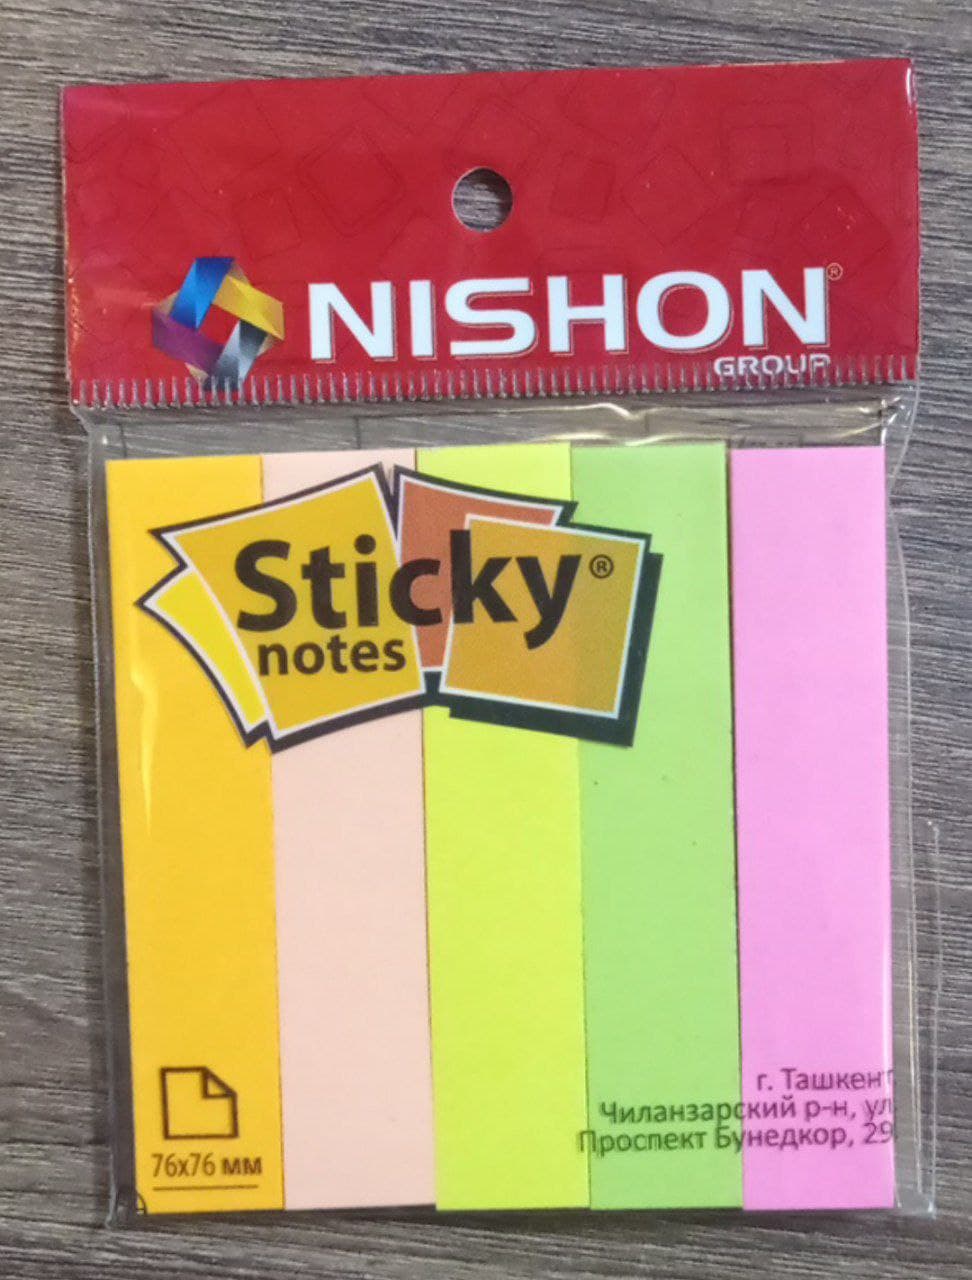 NISHON®
GROUP
Sticky®
notes
76x76 мм
г. Ташкент
Чиланзарский р-н, ул
Проспект Бунедкор, 29